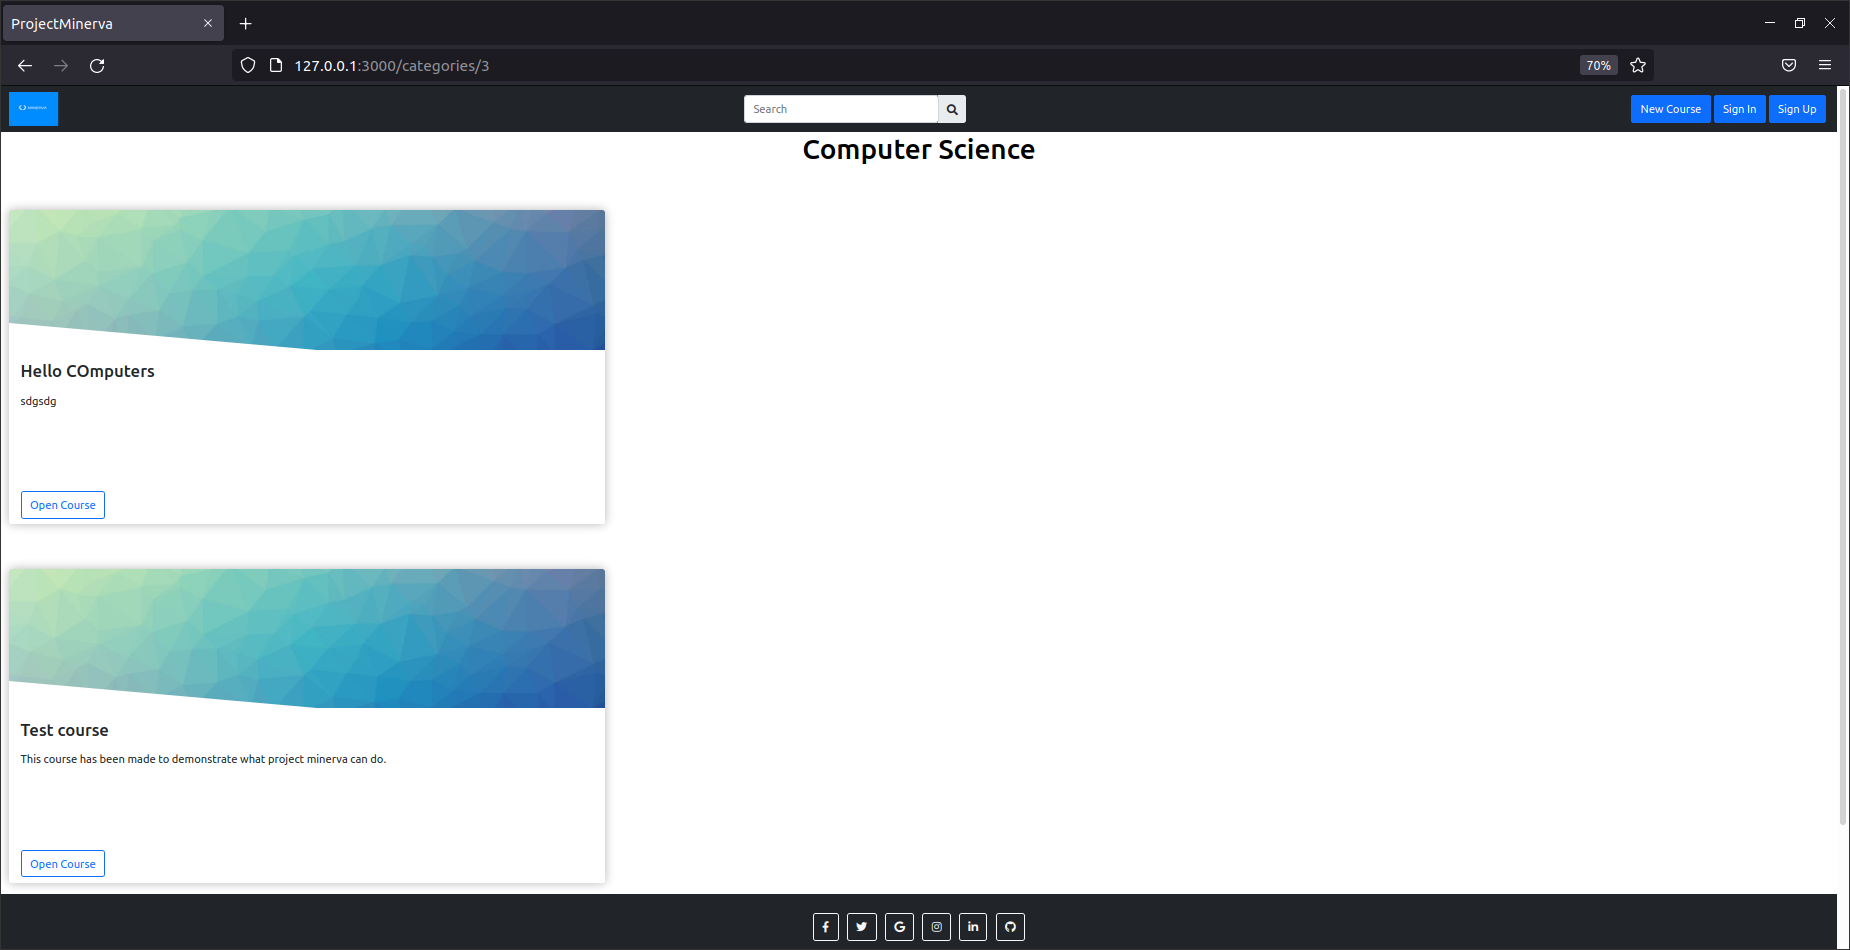 ProjectMinerva
127.0.0.1:3000/categories/3
70%
Search
New Course
Sign In
Sign Up
Computer Science
Hello COmputers
sdgsdg
Open Course
Test course
This course has been made to demonstrate what project minerva can do.
Open Course